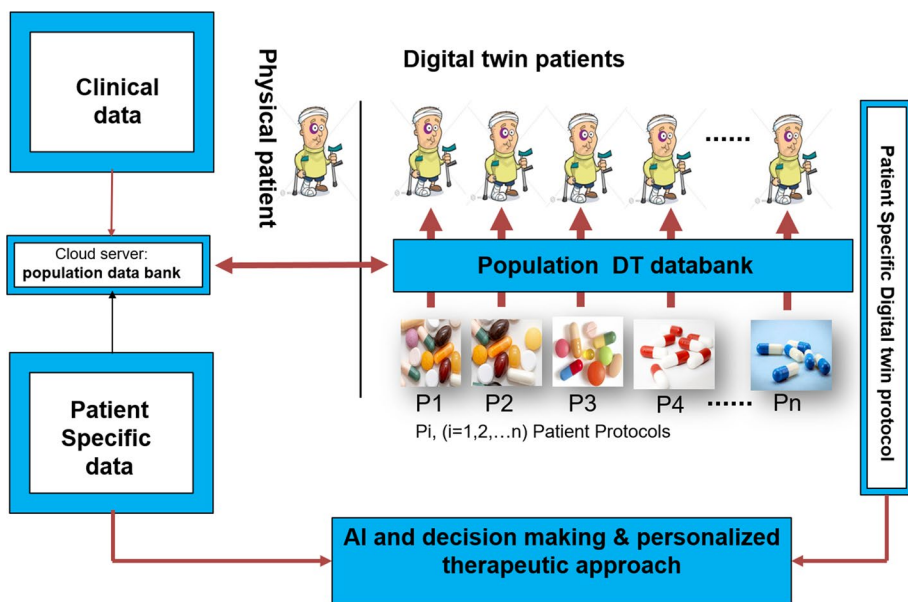 Clinical
data
Physical patient
Digital twin patients
......
Cloud server:
population data bank
Population DT databank
Patient
Specific
data
P1 P2 P3 P4 ...... Pn
Pi, (i=1,2,…n) Patient Protocols
Patient Specific Digital twin protocol
AI and decision making & personalized
therapeutic approach